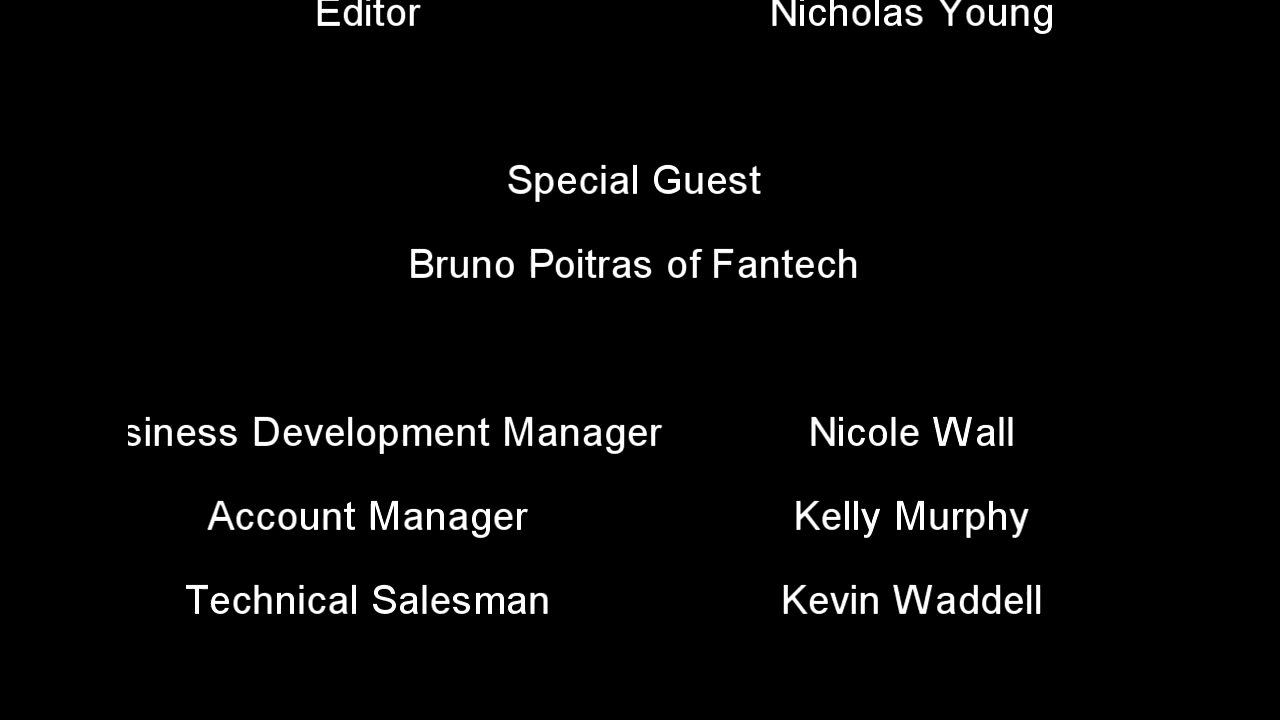 Editor Nicholas Young
Special Guest
Bruno Poitras of Fantech
siness Development Manager Nicole Wall
Account Manager Kelly Murphy
Technical Salesman Kevin Waddell